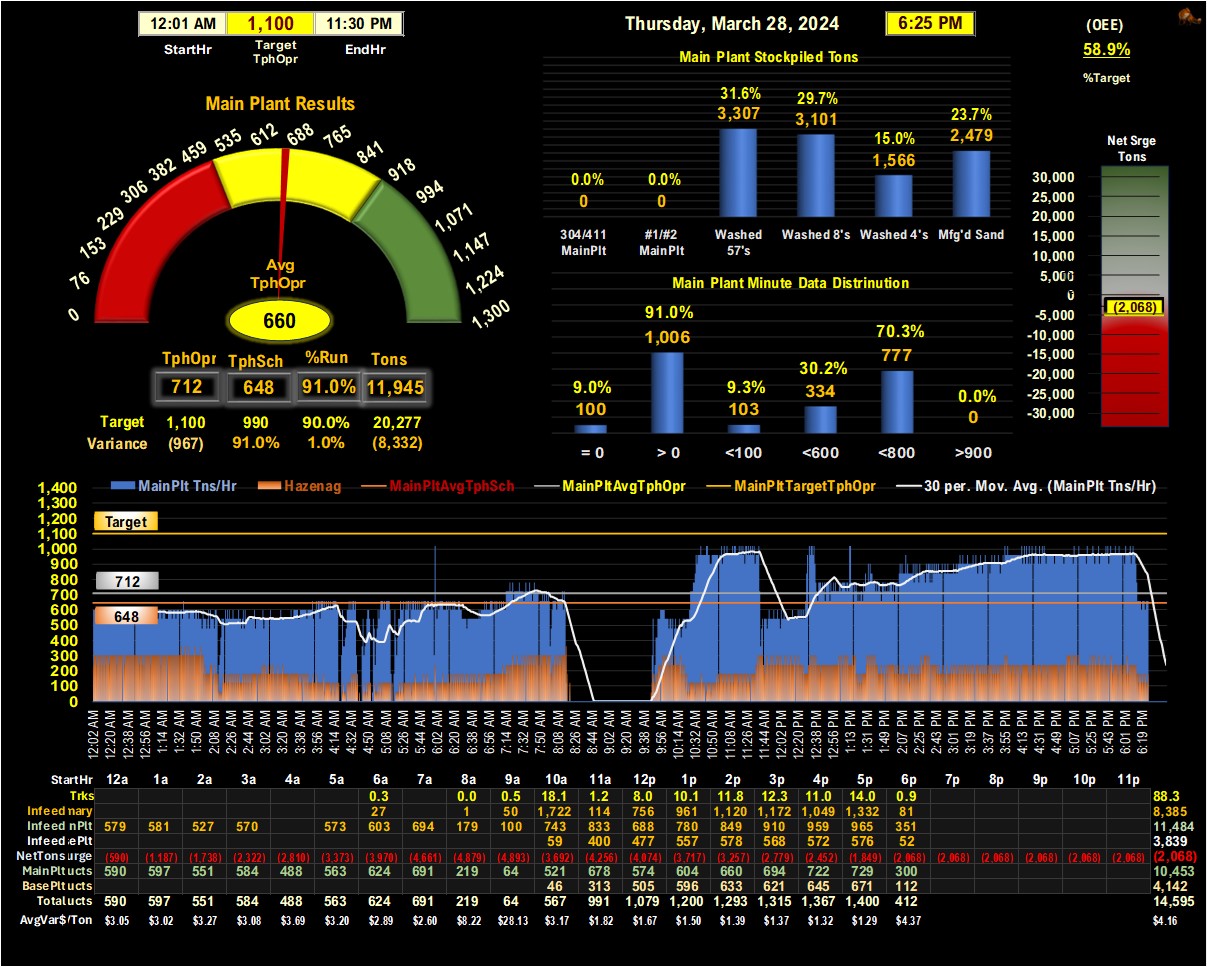 12:01 AM 1,100 11:30 PM
StartHr Target TphOpr EndHr
Thursday, March 28, 2024 6:25 PM
(OEE)
58.9%
%Target
Main Plant Results
0 76 153 229 306 382 459 535 612 688 765 841 918 994 1,071 1,147 1,224 1,300
Avg
TphOpr
660
TphOpr TphSch %Run Tons
712 648 91.0% 11,945
Target 1,100 990 90.0% 20,277
Variance (967) 91.0% 1.0% (8,332)
Main Plant Stockpiled Tons
0.0% 0.0% 31.6% 29.7% 15.0% 23.7%
0 0 3,307 3,101 1,566 2,479
304/411 MainPlt #1/#2 MainPlt Washed 57's Washed 8's Washed 4's Mfg'd Sand
Main Plant Minute Data Distrinution
9.0% 91.0% 9.3% 30.2% 70.3% 0.0%
100 1,006 103 334 777 0
= 0 > 0 <100 <600 <800 >900
Net Srge
Tons
30,000
25,000
20,000
15,000
10,000
5,000
0
(2,068)
-5,000
-10,000
-15,000
-20,000
-25,000
-30,000
MainPlt Tns/Hr Hazenag MainPltAvgTphSch MainPltAvgTphOpr MainPltTargetTphOpr 30 per. Mov. Avg. (MainPlt Tns/Hr)
1,400
1,300
1,200
1,100
1,000
900
800
700
600
500
400
300
200
100
0
Target
712
648
12:02 AM 12:20 AM 12:38 AM 12:56 AM 1:14 AM 1:32 AM 1:50 AM 2:08 AM 2:26 AM 2:44 AM 3:02 AM 3:20 AM 3:38 AM 3:56 AM 4:14 AM 4:32 AM 4:50 AM 5:08 AM 5:26 AM 5:44 AM 6:02 AM 6:20 AM 6:38 AM 6:56 AM 7:14 AM 7:32 AM 7:50 AM 8:08 AM 8:26 AM 8:44 AM 9:02 AM 9:20 AM 9:38 AM 9:56 AM 10:14 AM 10:32 AM 10:50 AM 11:08 AM 11:26 AM 11:44 AM 12:02 PM 12:20 PM 12:38 PM 12:56 PM 1:13 PM 1:31 PM 1:49 PM 2:07 PM 2:25 PM 2:43 PM 3:01 PM 3:19 PM 3:37 PM 3:55 PM 4:13 PM 4:31 PM 4:49 PM 5:07 PM 5:25 PM 5:43 PM 6:01 PM 6:19 PM
StartHr 12a 1a 2a 3a 4a 5a 6a 7a 8a 9a 10a 11a 12p 1p 2p 3p 4p 5p 6p 7p 8p 9p 10p 11p
Trks 0.3 0.0 0.5 18.1 1.2 8.0 10.1 11.8 12.3 11.0 14.0 0.9 88.3
Infeed nary 27 1 50 1,722 114 756 961 1,120 1,172 1,049 1,332 81 8,385
Infeed nPlt 579 581 527 570 573 603 694 179 100 743 833 688 780 849 910 959 965 351 11,484
Infeed ePlt 59 400 477 557 578 568 572 576 52 3,839
NetTons urge (590) (1,187) (1,738) (2,322) (2,810) (3,373) (3,970) (4,661) (4,879) (4,893) (3,692) (4,256) (4,074) (3,717) (3,257) (2,779) (2,452) (1,849) (2,068) (2,068) (2,068) (2,068) (2,068) (2,068) (2,068)
MainPlt ucts 590 597 551 584 488 563 624 691 219 64 521 678 574 604 660 694 722 729 300 10,453
BasePlt ucts 46 313 505 596 633 621 645 671 112 4,142
Total ucts 590 597 551 584 488 563 624 691 219 64 567 991 1,079 1,200 1,293 1,315 1,367 1,400 412 14,595
AvgVar$/Ton $3.05 $3.02 $3.27 $3.08 $3.69 $3.20 $2.89 $2.60 $8.22 $28.13 $3.17 $1.82 $1.67 $1.50 $1.39 $1.37 $1.32 $1.29 $4.37 $4.16